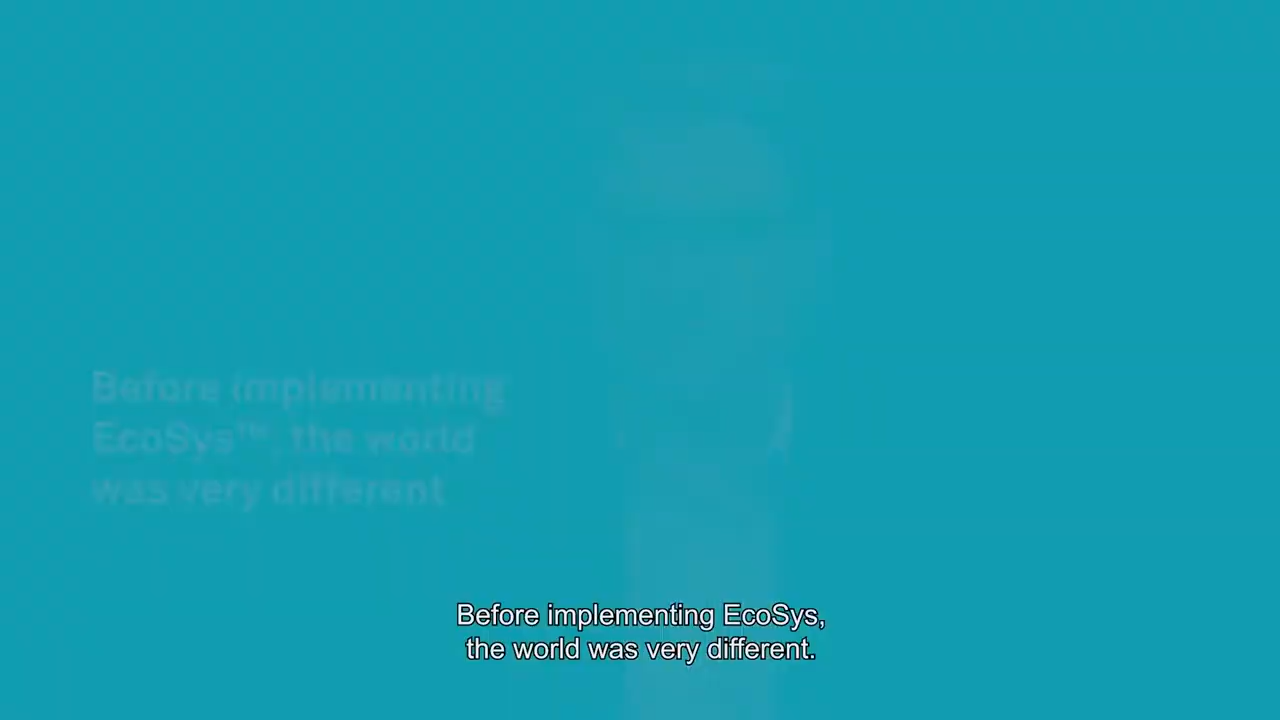 Before implementing
EcoSys™, the world
was very different
Before implementing EcoSys,
the world was very different.